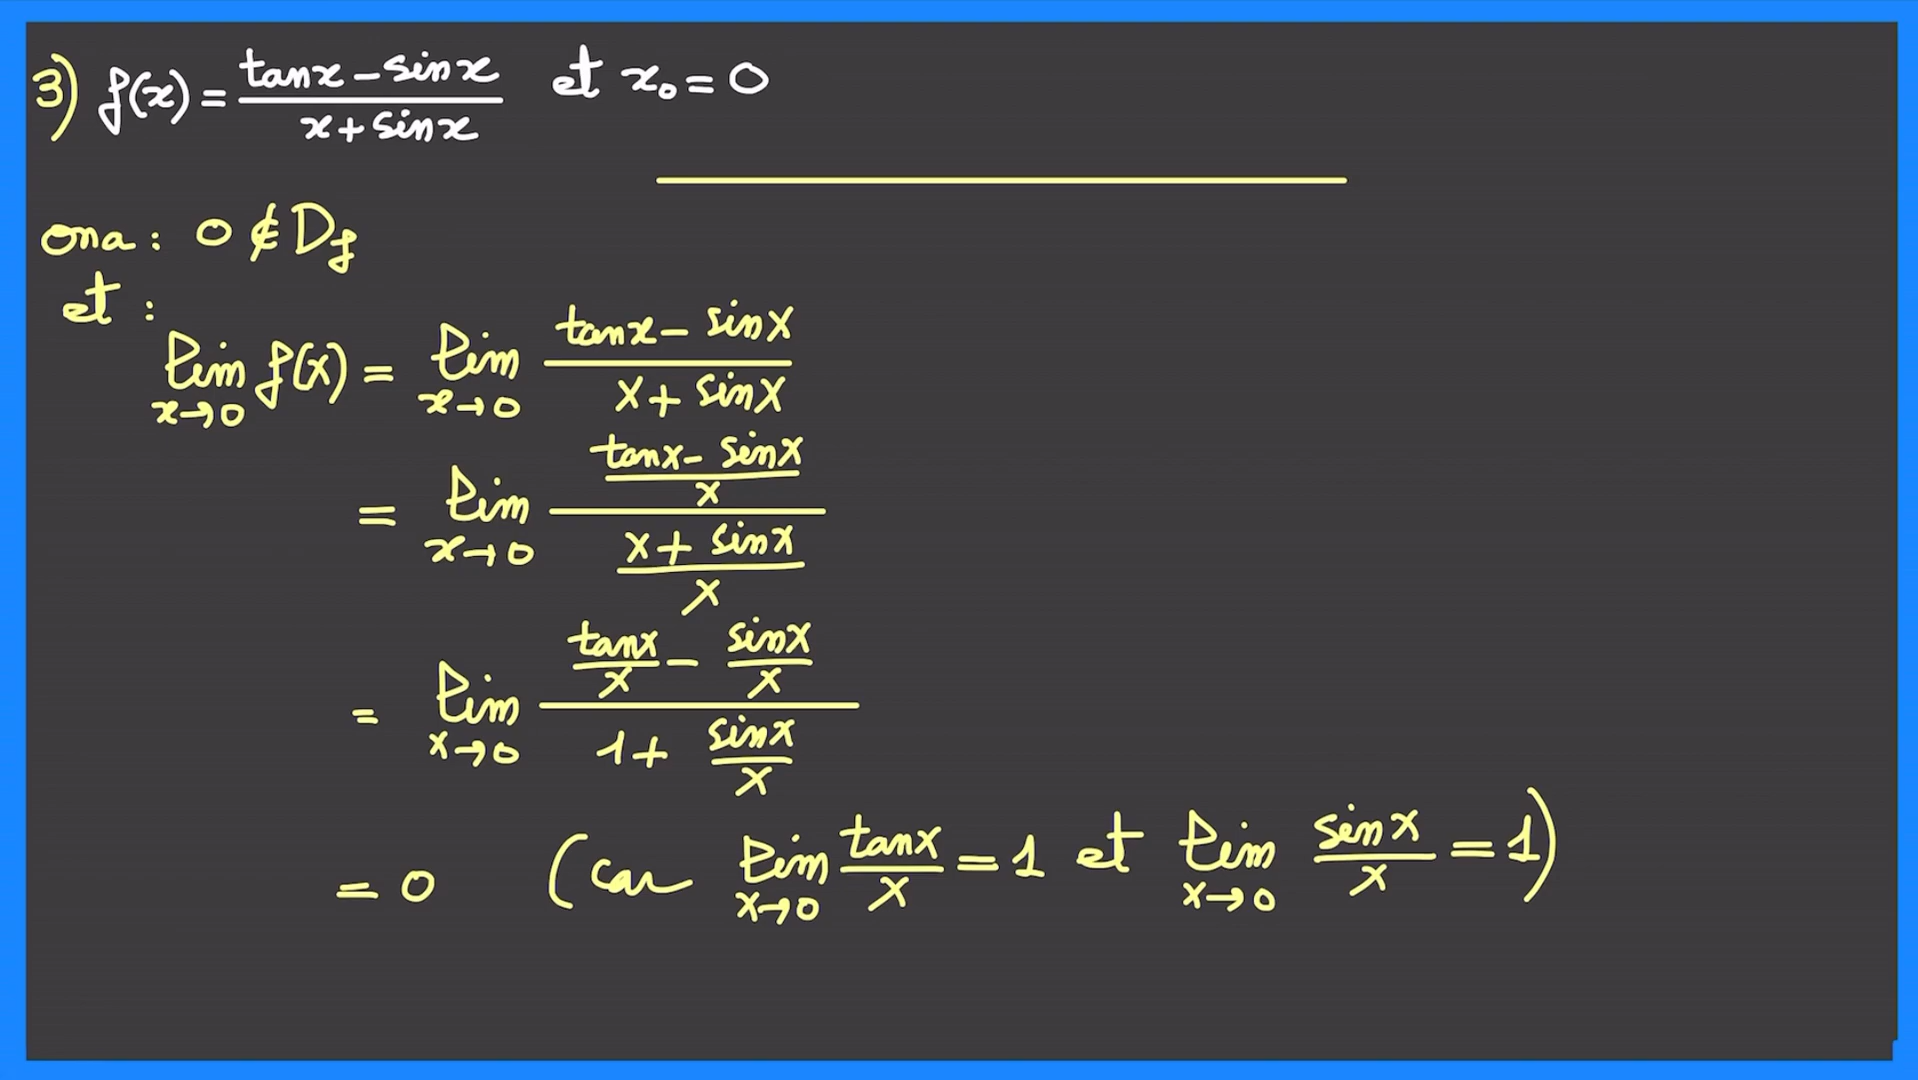 3) f(x) = (tanx - sinx)/(x + sinx) et x₀ = 0
ona : 0 ∉ D_f
et :
lim_{x→0} f(x) = lim_{x→0} (tanx - sinx)/(x + sinx)
= lim_{x→0} ((tanx - sinx)/x)/((x + sinx)/x)
= lim_{x→0} (tanx/x - sinx/x)/(1 + sinx/x)
= 0 (car lim_{x→0} tanx/x = 1 et lim_{x→0} sinx/x = 1)